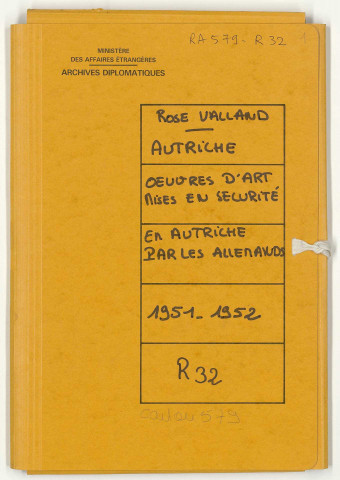 RA 579 - R 32 1
MINISTÈRE
DES AFFAIRES ÉTRANGÈRES
ARCHIVES DIPLOMATIQUES
ROSE VALLAND
AUTRICHE
OEUVRES D'ART
MISES EN SECURITÉ
EN AUTRICHE
PAR LES ALLEMANDS
1951-1952
R 32
579